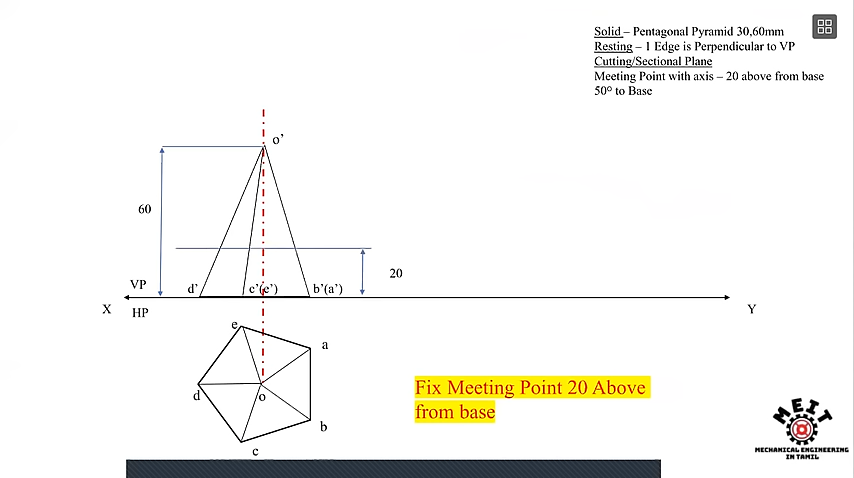 Solid – Pentagonal Pyramid 30,60mm
Resting – 1 Edge is Perpendicular to VP
Cutting/Sectional Plane
Meeting Point with axis – 20 above from base
50° to Base
o'
60
20
VP
d'
c'(e')
b'(a')
X
HP
Y
e
a
d
o
b
c
Fix Meeting Point 20 Above
from base
MEIT
MECHANICAL ENGINEERING
IN TAMIL